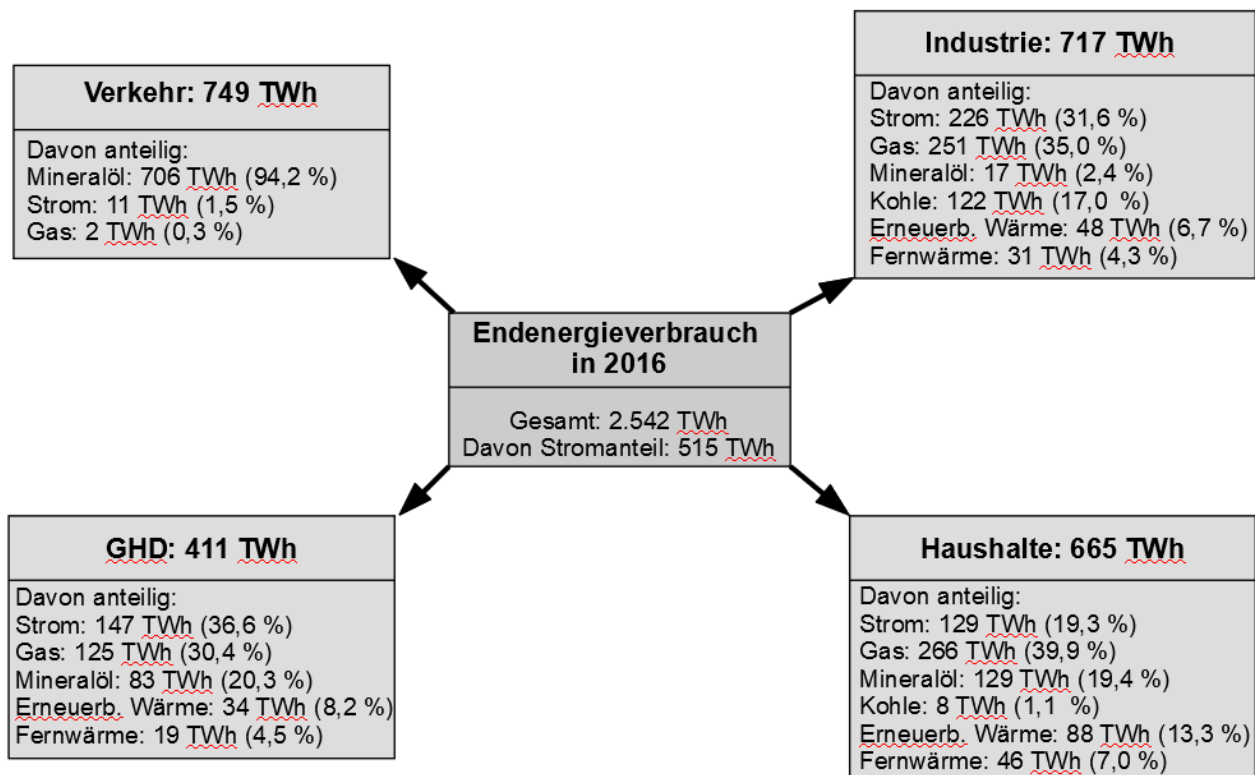 Verkehr: 749 TWh
Davon anteilig:
Mineralöl: 706 TWh (94,2 %)
Strom: 11 TWh (1,5 %)
Gas: 2 TWh (0,3 %)
Industrie: 717 TWh
Davon anteilig:
Strom: 226 TWh (31,6 %)
Gas: 251 TWh (35,0 %)
Mineralöl: 17 TWh (2,4 %)
Kohle: 122 TWh (17,0  %)
Erneuerb. Wärme: 48 TWh (6,7 %)
Fernwärme: 31 TWh (4,3 %)
Endenergieverbrauch
in 2016
Gesamt: 2.542 TWh
Davon Stromanteil: 515 TWh
GHD: 411 TWh
Davon anteilig:
Strom: 147 TWh (36,6 %)
Gas: 125 TWh (30,4 %)
Mineralöl: 83 TWh (20,3 %)
Erneuerb. Wärme: 34 TWh (8,2 %)
Fernwärme: 19 TWh (4,5 %)
Haushalte: 665 TWh
Davon anteilig:
Strom: 129 TWh (19,3 %)
Gas: 266 TWh (39,9 %)
Mineralöl: 129 TWh (19,4 %)
Kohle: 8 TWh (1,1  %)
Erneuerb. Wärme: 88 TWh (13,3 %)
Fernwärme: 46 TWh (7,0 %)